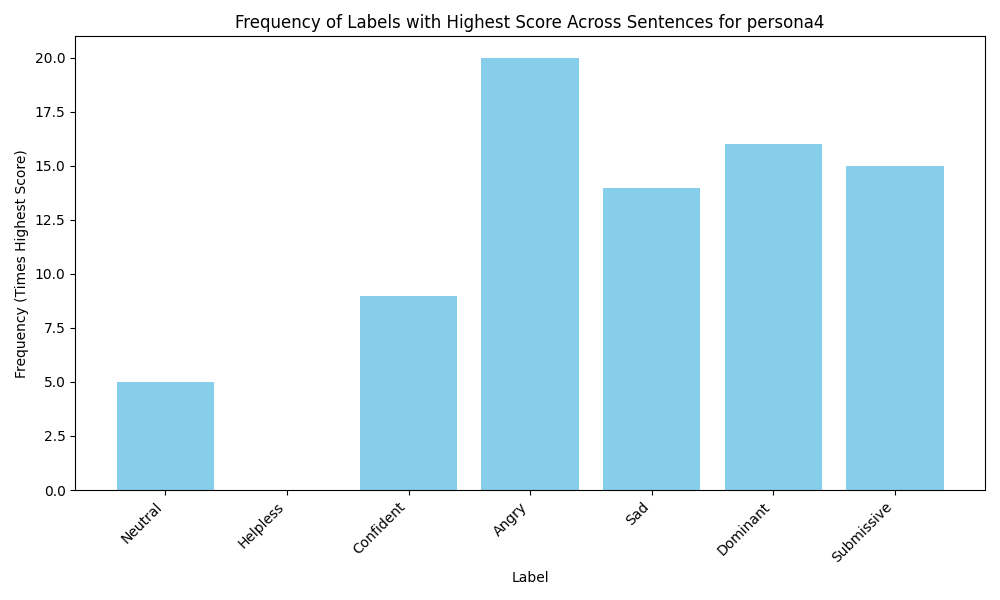 Frequency of Labels with Highest Score Across Sentences for persona4
Frequency (Times Highest Score)
20.0
17.5
15.0
12.5
10.0
7.5
5.0
2.5
0.0
Neutral
Helpless
Confident
Angry
Sad
Dominant
Submissive
Label